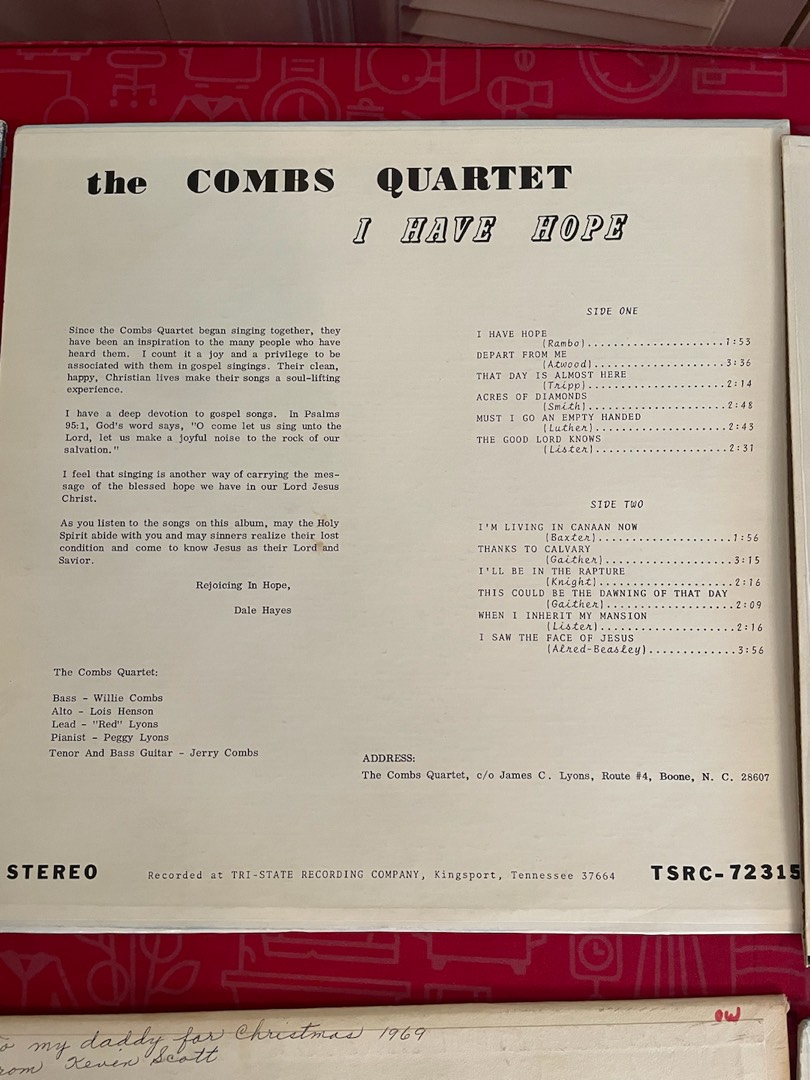 the COMBS QUARTET
I HAVE HOPE
Since the Combs Quartet began singing together, they
have been an inspiration to the many people who have
heard them. I count it a joy and a privilege to be
associated with them in gospel singings. Their clean,
happy, Christian lives make their songs a soul-lifting
experience.
I have a deep devotion to gospel songs. In Psalms
95:1, God's word says, "O come let us sing unto the
Lord, let us make a joyful noise to the rock of our
salvation."
I feel that singing is another way of carrying the mes-
sage of the blessed hope we have in our Lord Jesus
Christ.
As you listen to the songs on this album, may the Holy
Spirit abide with you and may sinners realize their lost
condition and come to know Jesus as their Lord and
Savior.
Rejoicing In Hope,
Dale Hayes
The Combs Quartet:
Bass - Willie Combs
Alto - Lois Henson
Lead - "Red" Lyons
Pianist - Peggy Lyons
Tenor And Bass Guitar - Jerry Combs
SIDE ONE
I HAVE HOPE
(Rambo).....................1:53
DEPART FROM ME
(Atwood)....................3:36
THAT DAY IS ALMOST HERE
(Tripp).....................2:14
ACRES OF DIAMONDS
(Smith).....................2:48
MUST I GO AN EMPTY HANDED
(Luther)....................2:43
THE GOOD LORD KNOWS
(Lister)....................2:31
SIDE TWO
I'M LIVING IN CANAAN NOW
(Baxter)....................1:56
THANKS TO CALVARY
(Gaither)...................3:15
I'LL BE IN THE RAPTURE
(Knight)....................2:16
THIS COULD BE THE DAWNING OF THAT DAY
(Gaither)...................2:09
WHEN I INHERIT MY MANSION
(Lister)....................2:16
I SAW THE FACE OF JESUS
(Alred-Beasley).............3:56
ADDRESS:
The Combs Quartet, c/o James C. Lyons, Route #4, Boone, N. C. 28607
STEREO Recorded at TRI-STATE RECORDING COMPANY, Kingsport, Tennessee 37664 TSRC-72315
my daddy for Christmas 1969
Kevin Scott